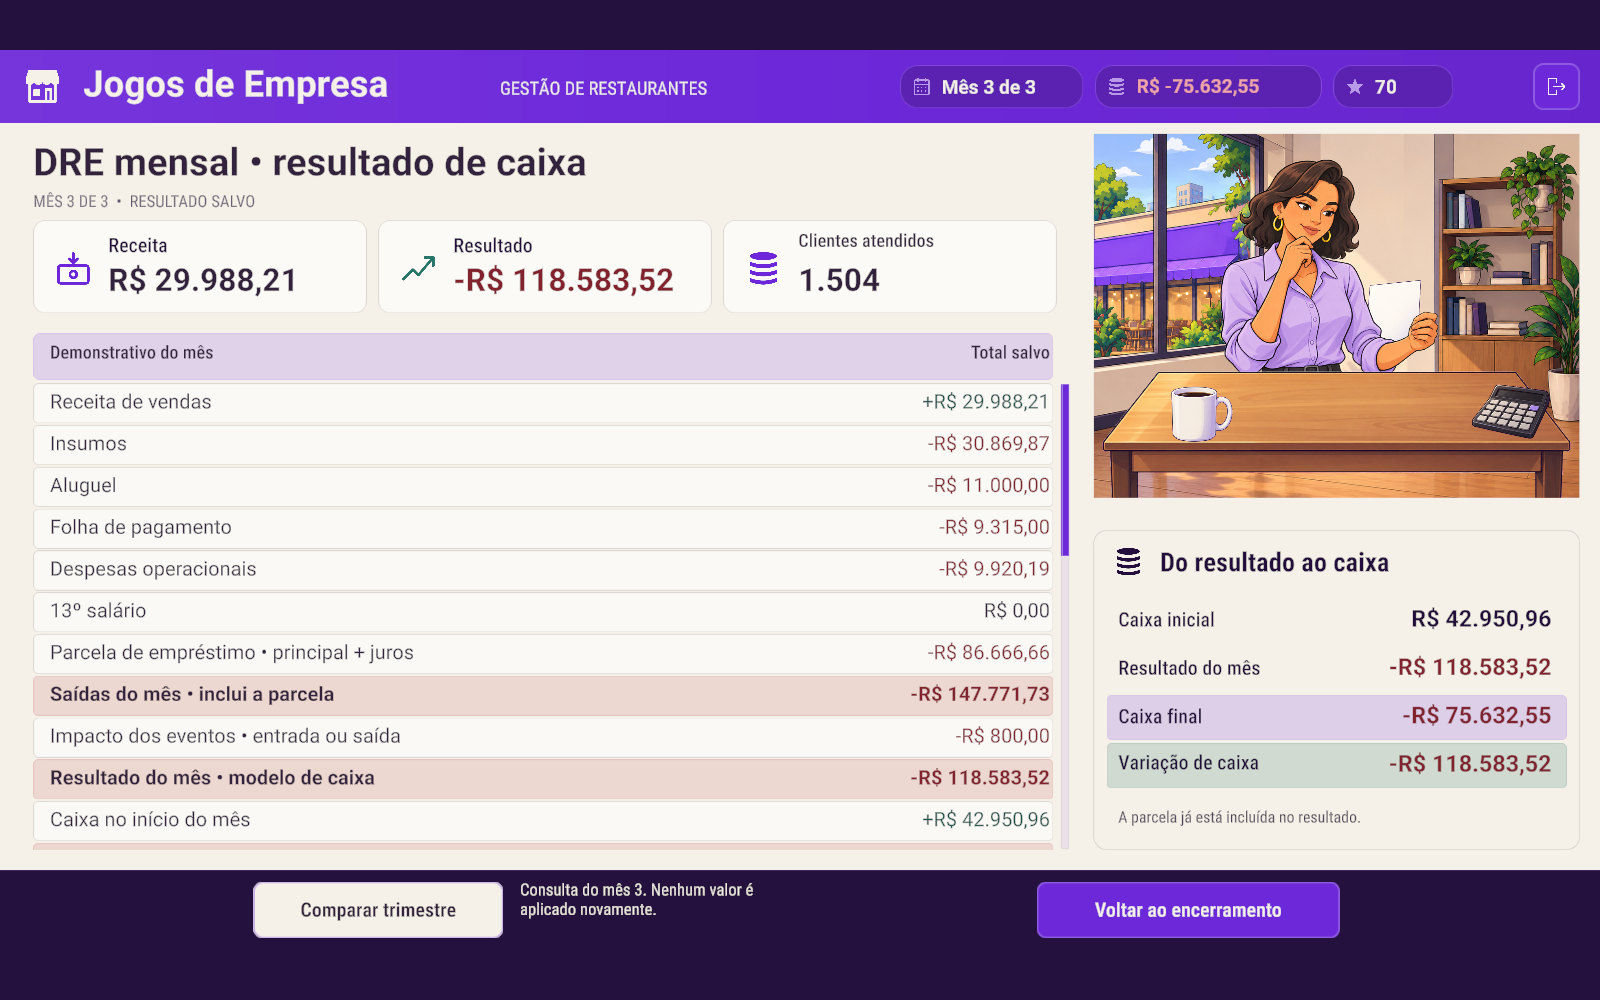 Jogos de Empresa
GESTÃO DE RESTAURANTES
Mês 3 de 3
R$ -75.632,55
70
DRE mensal • resultado de caixa
MÊS 3 DE 3 • RESULTADO SALVO
Receita
R$ 29.988,21
Resultado
-R$ 118.583,52
Clientes atendidos
1.504
Demonstrativo do mês Total salvo
Receita de vendas +R$ 29.988,21
Insumos -R$ 30.869,87
Aluguel -R$ 11.000,00
Folha de pagamento -R$ 9.315,00
Despesas operacionais -R$ 9.920,19
13º salário R$ 0,00
Parcela de empréstimo • principal + juros -R$ 86.666,66
Saídas do mês • inclui a parcela -R$ 147.771,73
Impacto dos eventos • entrada ou saída -R$ 800,00
Resultado do mês • modelo de caixa -R$ 118.583,52
Caixa no início do mês +R$ 42.950,96
Do resultado ao caixa
Caixa inicial R$ 42.950,96
Resultado do mês -R$ 118.583,52
Caixa final -R$ 75.632,55
Variação de caixa -R$ 118.583,52
A parcela já está incluída no resultado.
Comparar trimestre
Consulta do mês 3. Nenhum valor é
aplicado novamente.
Voltar ao encerramento